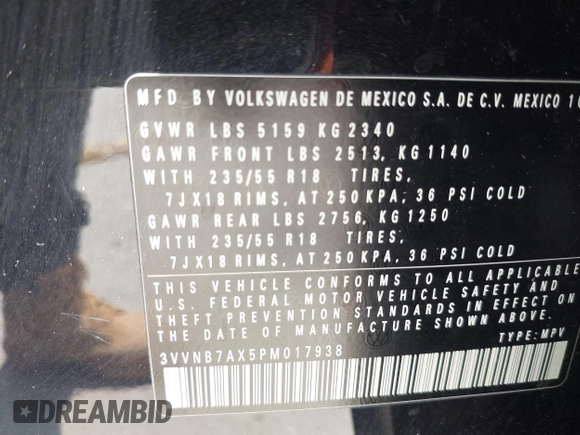 MFD BY VOLKSWAGEN DE MEXICO S.A. DE C.V. MEXICO
GVWR LBS 5159 KG 2340
GAWR FRONT LBS 2513, KG 1140
WITH 235/55 R18 TIRES,
7JX18 RIMS, AT 250 KPA, 36 PSI COLD
GAWR REAR LBS 2756, KG 1250
WITH 235/55 R18 TIRES,
7JX18 RIMS, AT 250 KPA, 36 PSI COLD
THIS VEHICLE CONFORMS TO ALL APPLICABLE
U.S. FEDERAL MOTOR VEHICLE SAFETY AND
THEFT PREVENTION STANDARDS IN EFFECT ON
THE DATE OF MANUFACTURE SHOWN ABOVE.
3VVNB7AX5PM017938 TYPE: MPV
DREAMBID